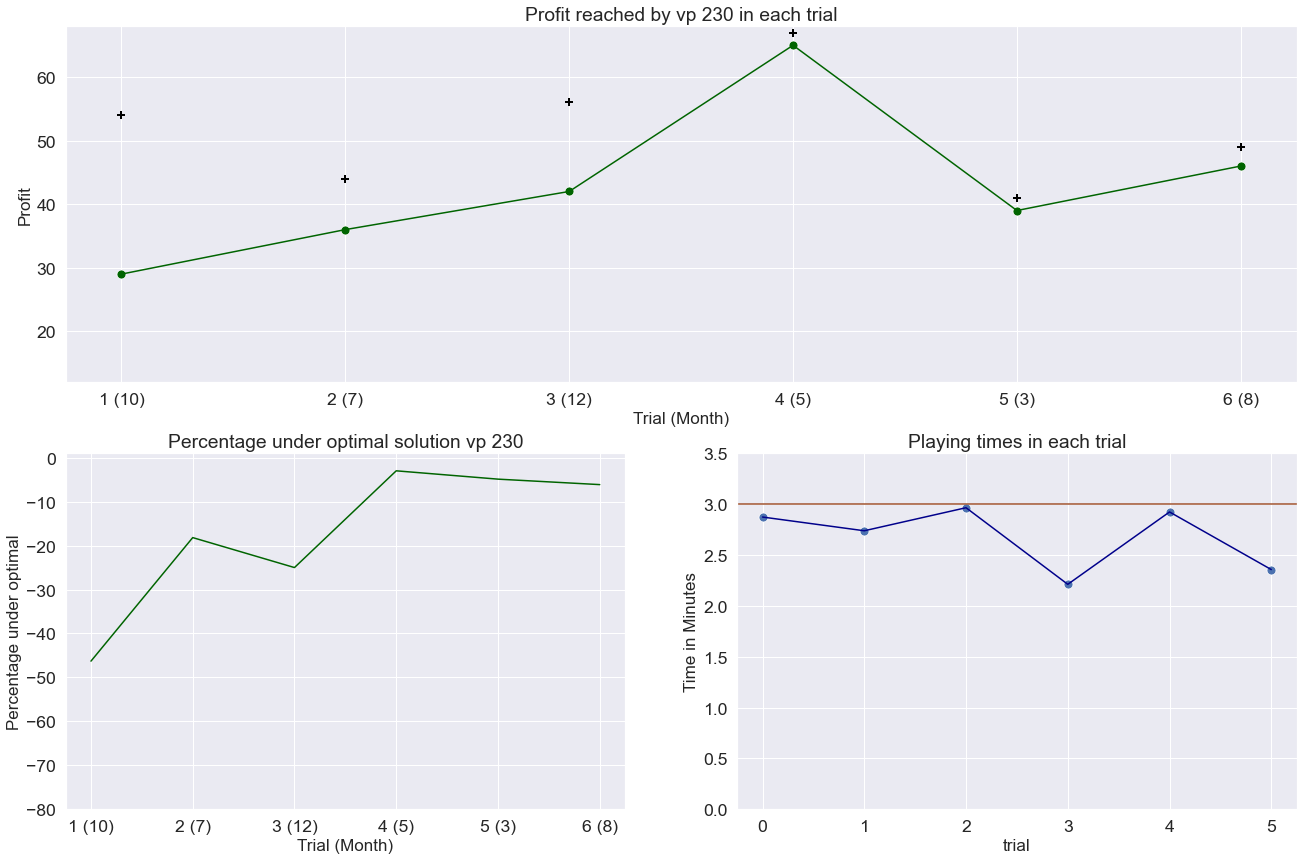 Profit reached by vp 230 in each trial
Profit
60
50
40
30
20
1 (10) 2 (7) 3 (12) 4 (5) 5 (3) 6 (8)
Trial (Month)
Percentage under optimal solution vp 230
Percentage under optimal
0
−10
−20
−30
−40
−50
−60
−70
−80
1 (10) 2 (7) 3 (12) 4 (5) 5 (3) 6 (8)
Trial (Month)
Playing times in each trial
Time in Minutes
3.5
3.0
2.5
2.0
1.5
1.0
0.5
0.0
0 1 2 3 4 5
trial